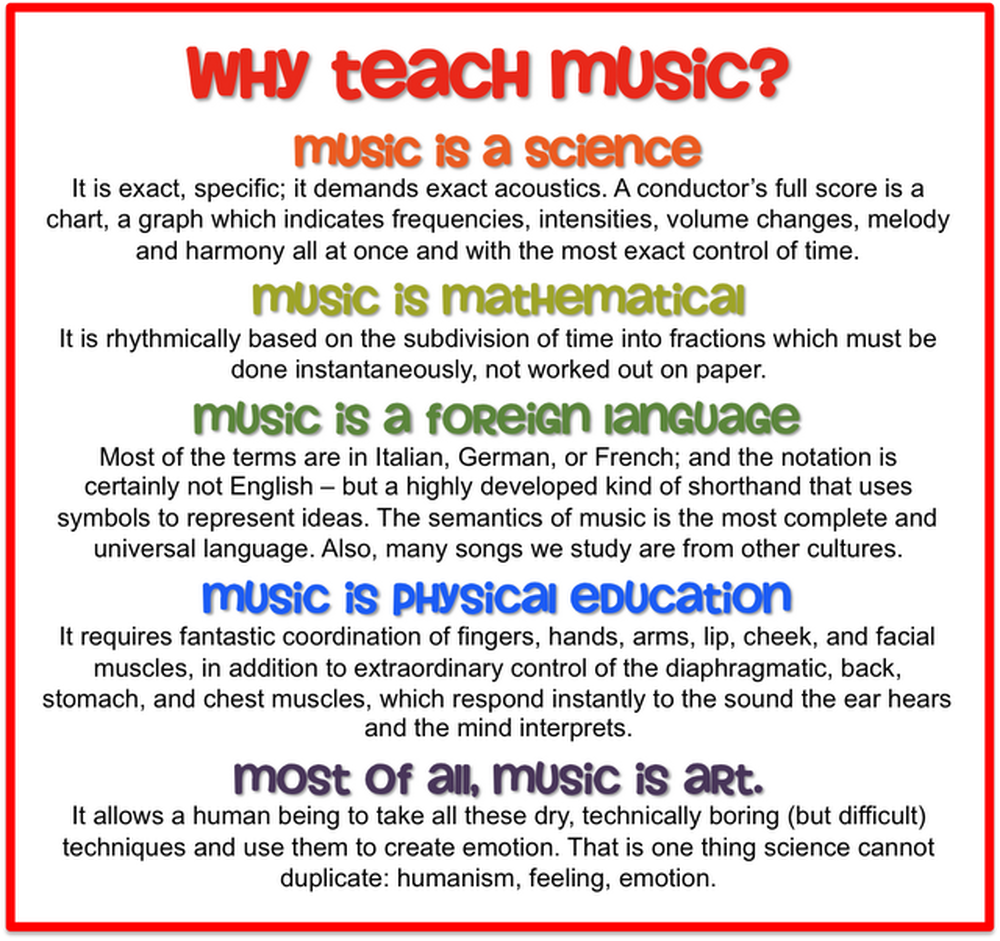 WHY teach music?
music is a science
It is exact, specific; it demands exact acoustics. A conductor's full score is a
chart, a graph which indicates frequencies, intensities, volume changes, melody
and harmony all at once and with the most exact control of time.
music is mathematical
It is rhythmically based on the subdivision of time into fractions which must be
done instantaneously, not worked out on paper.
music is a foreign language
Most of the terms are in Italian, German, or French; and the notation is
certainly not English – but a highly developed kind of shorthand that uses
symbols to represent ideas. The semantics of music is the most complete and
universal language. Also, many songs we study are from other cultures.
music is physical education
It requires fantastic coordination of fingers, hands, arms, lip, cheek, and facial
muscles, in addition to extraordinary control of the diaphragmatic, back,
stomach, and chest muscles, which respond instantly to the sound the ear hears
and the mind interprets.
most of all, music is art.
It allows a human being to take all these dry, technically boring (but difficult)
techniques and use them to create emotion. That is one thing science cannot
duplicate: humanism, feeling, emotion.